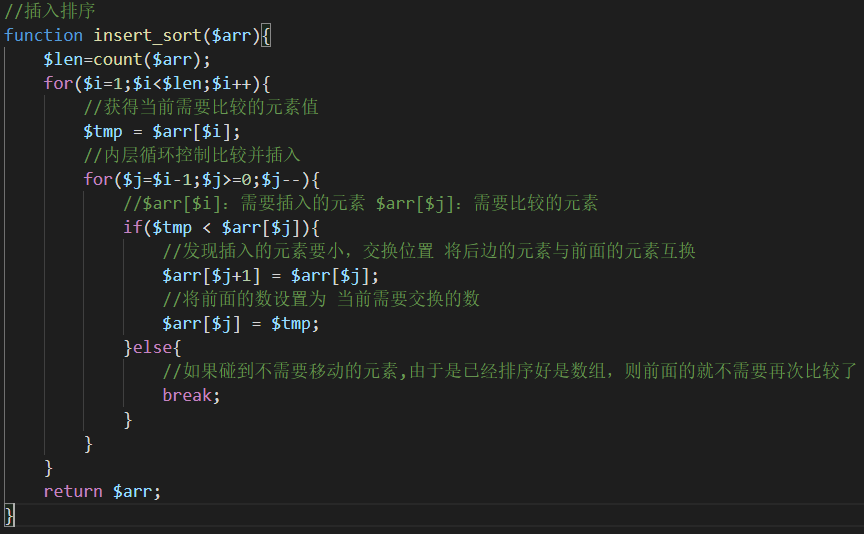 //插入排序
function insert_sort($arr){
    $len=count($arr);
    for($i=1;$i<$len;$i++){
        //获得当前需要比较的元素值
        $tmp = $arr[$i];
        //内层循环控制比较并插入
        for($j=$i-1;$j>=0;$j--){
            //$arr[$i]：需要插入的元素 $arr[$j]：需要比较的元素
            if($tmp < $arr[$j]){
                //发现插入的元素要小，交换位置 将后边的元素与前面的元素互换
                $arr[$j+1] = $arr[$j];
                //将前面的数设置为 当前需要交换的数
                $arr[$j] = $tmp;
            }else{
                //如果碰到不需要移动的元素,由于是已经排序好是数组，则前面的就不需要再次比较了
                break;
            }
        }
    }
    return $arr;
}